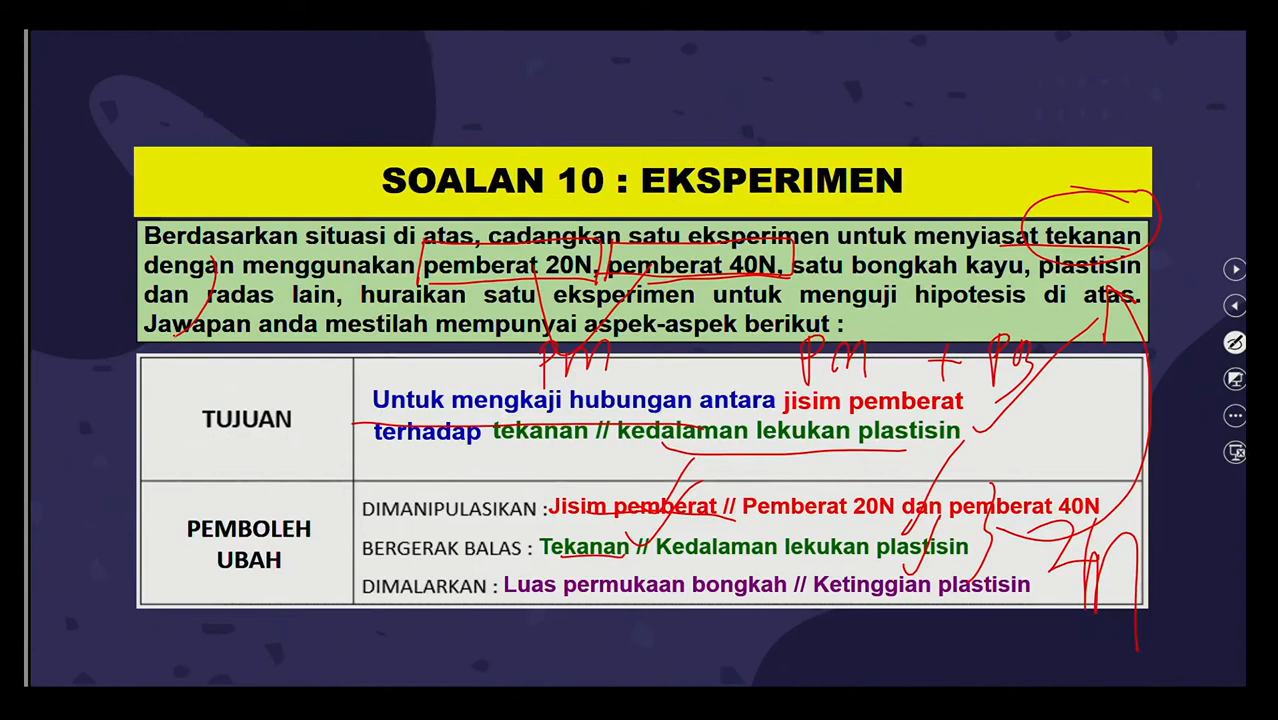 SOALAN 10 : EKSPERIMEN
Berdasarkan situasi di atas, cadangkan satu eksperimen untuk menyiasat tekanan
dengan menggunakan pemberat 20N, pemberat 40N, satu bongkah kayu, plastisin
dan radas lain, huraikan satu eksperimen untuk menguji hipotesis di atas.
Jawapan anda mestilah mempunyai aspek-aspek berikut :
PM
PM + PB
TUJUAN
Untuk mengkaji hubungan antara jisim pemberat
terhadap tekanan // kedalaman lekukan plastisin
PEMBOLEH
UBAH
DIMANIPULASIKAN : Jisim pemberat // Pemberat 20N dan pemberat 40N
BERGERAK BALAS : Tekanan // Kedalaman lekukan plastisin
DIMALARKAN : Luas permukaan bongkah // Ketinggian plastisin